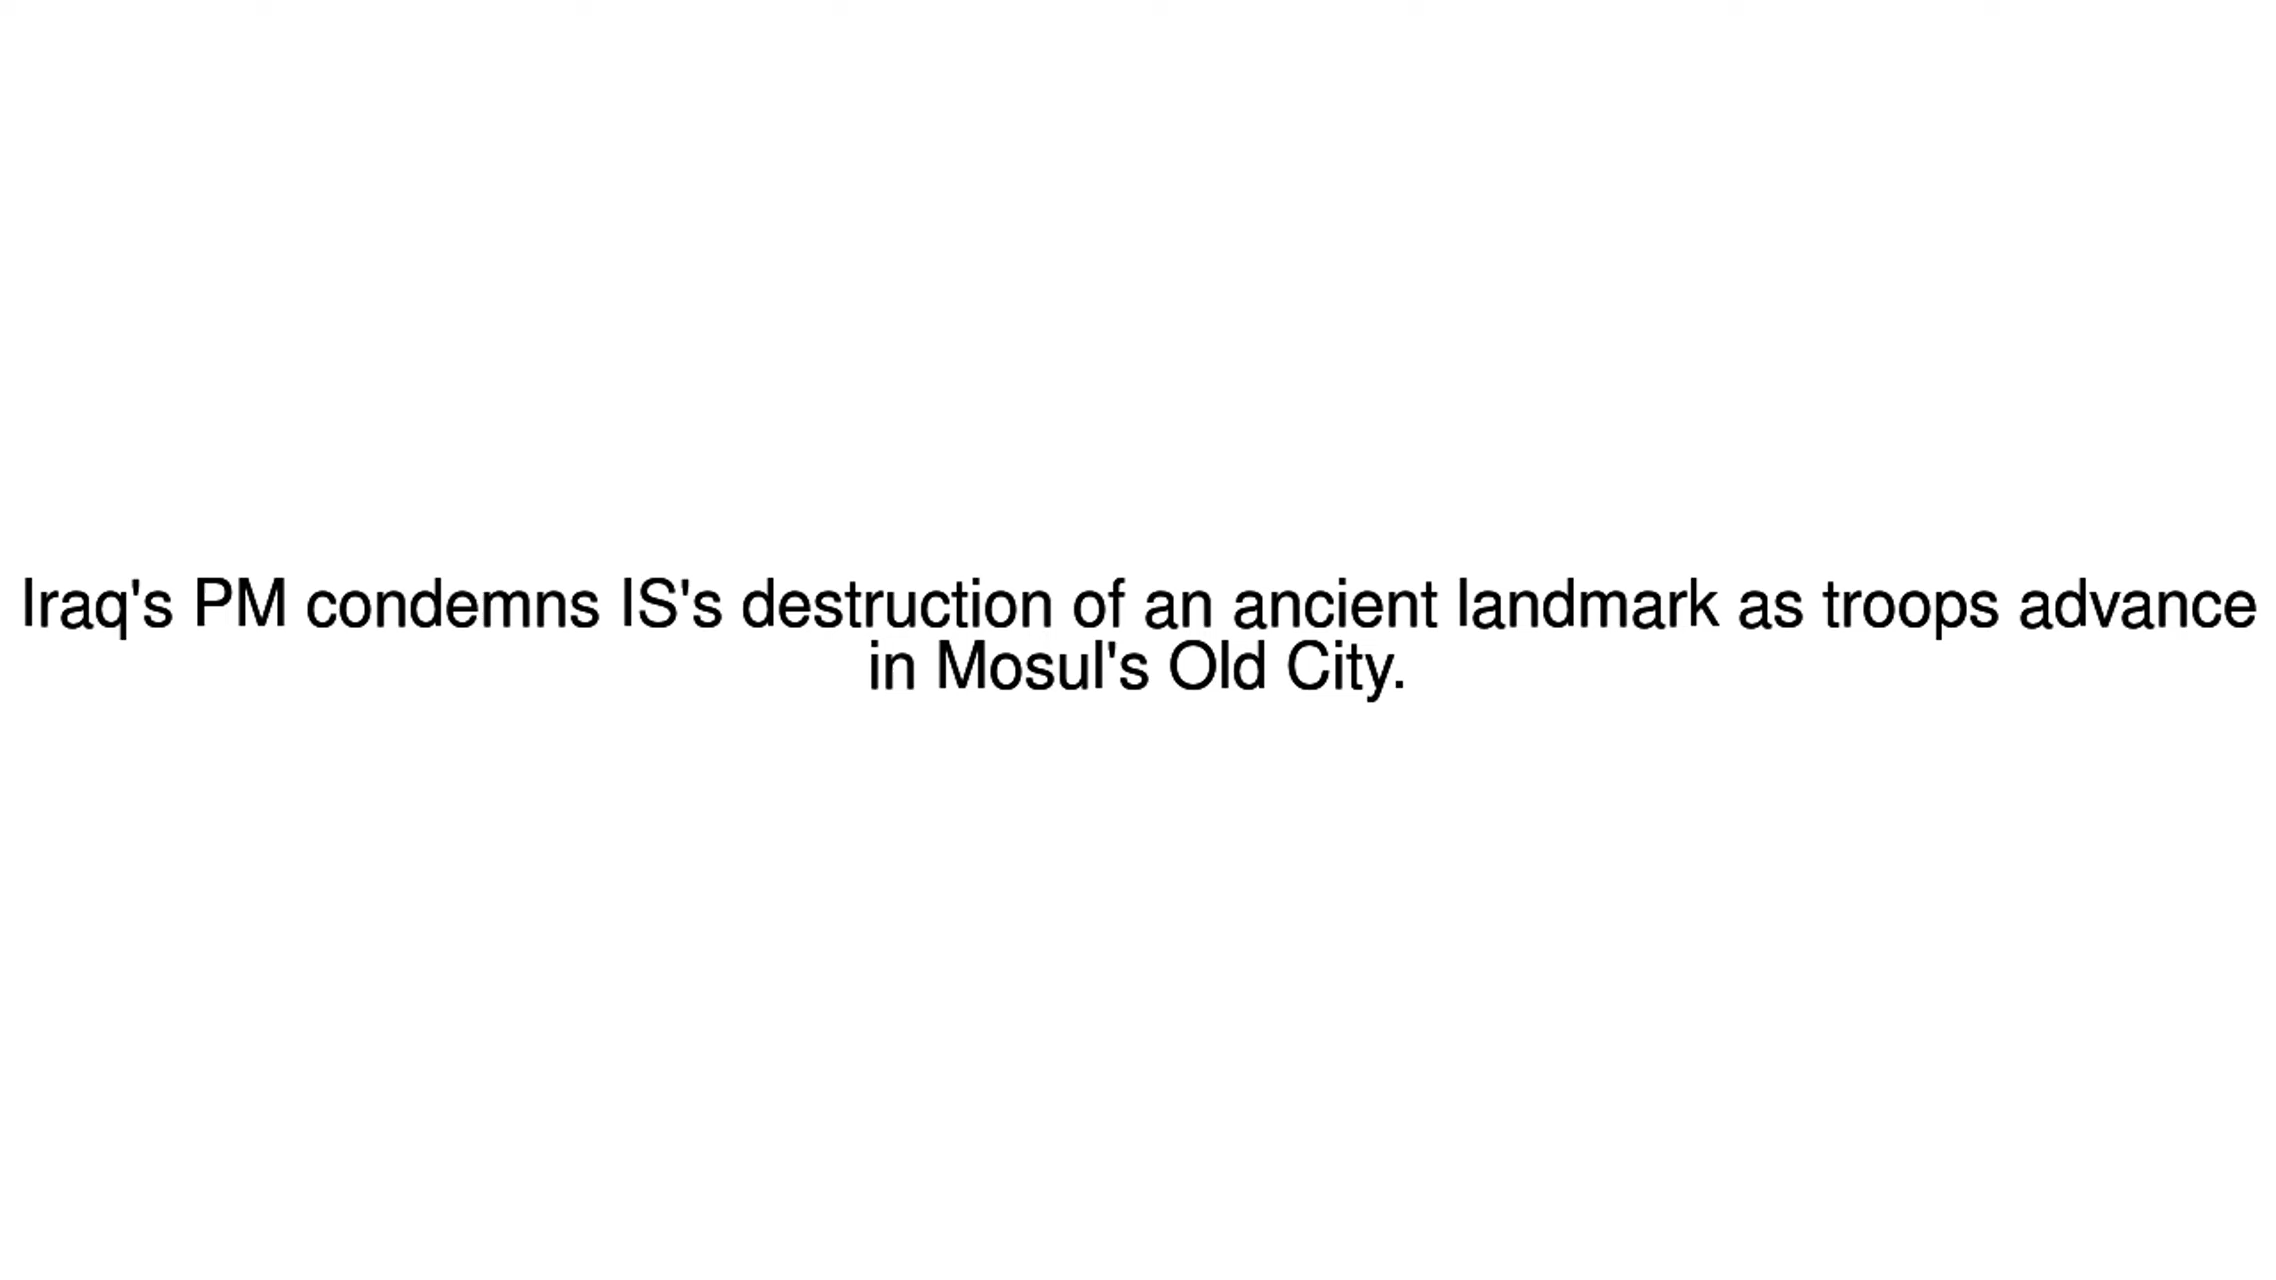 Iraq's PM condemns IS's destruction of an ancient landmark as troops advance
in Mosul's Old City.